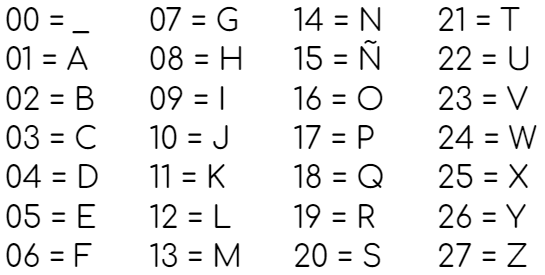 00 = _ 07 = G 14 = N 21 = T
01 = A 08 = H 15 = Ñ 22 = U
02 = B 09 = I 16 = O 23 = V
03 = C 10 = J 17 = P 24 = W
04 = D 11 = K 18 = Q 25 = X
05 = E 12 = L 19 = R 26 = Y
06 = F 13 = M 20 = S 27 = Z